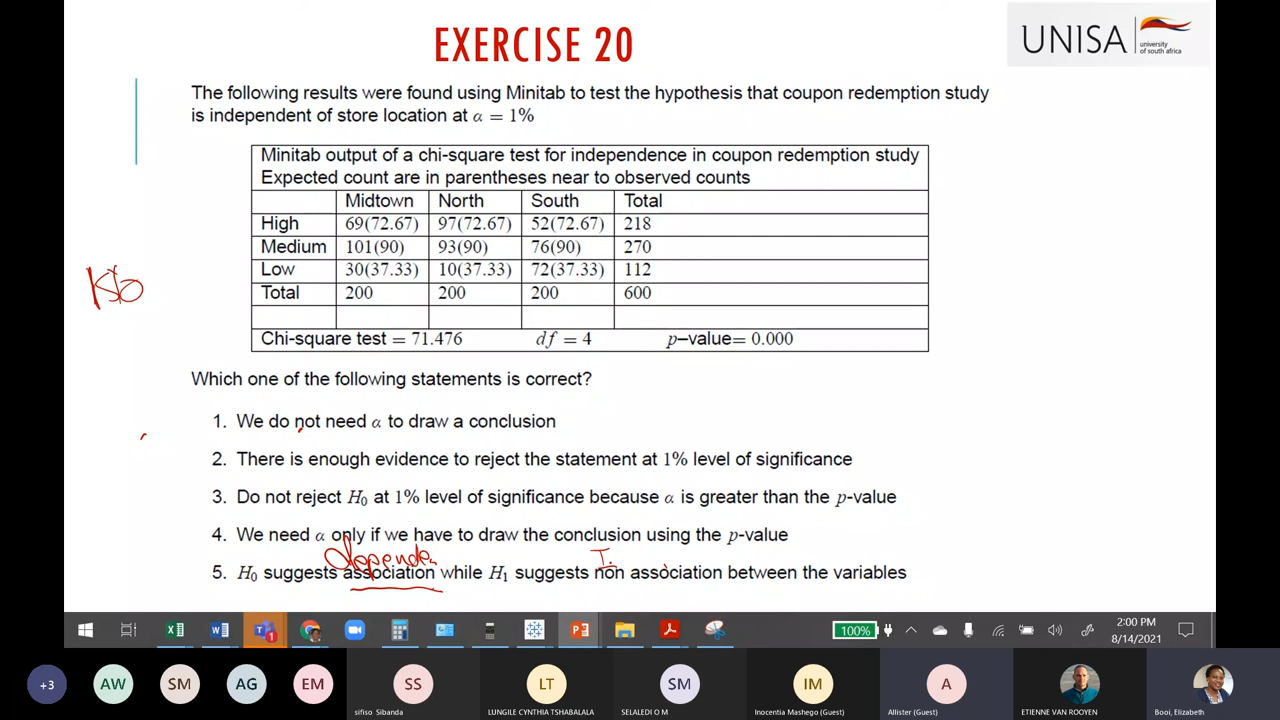 EXERCISE 20
UNISA
university
of south africa
The following results were found using Minitab to test the hypothesis that coupon redemption study
is independent of store location at α = 1%
Minitab output of a chi-square test for independence in coupon redemption study
Expected count are in parentheses near to observed counts
Midtown North South Total
High 69(72.67) 97(72.67) 52(72.67) 218
Medium 101(90) 93(90) 76(90) 270
Low 30(37.33) 10(37.33) 72(37.33) 112
Total 200 200 200 600
Chi-square test = 71.476 df = 4 p–value= 0.000
Which one of the following statements is correct?
1. We do not need α to draw a conclusion
2. There is enough evidence to reject the statement at 1% level of significance
3. Do not reject H0 at 1% level of significance because α is greater than the p-value
4. We need α only if we have to draw the conclusion using the p-value
I.
5. H0 suggests association while H1 suggests non association between the variables
100%
2:00 PM
8/14/2021
1
+3 AW SM AG EM SS LT SM IM A
sifiso Sibanda LUNGILE CYNTHIA TSHABALALA SELALEDI O M Inocentia Mashego (Guest) Allister (Guest) ETIENNE VAN ROOYEN Booi, Elizabeth